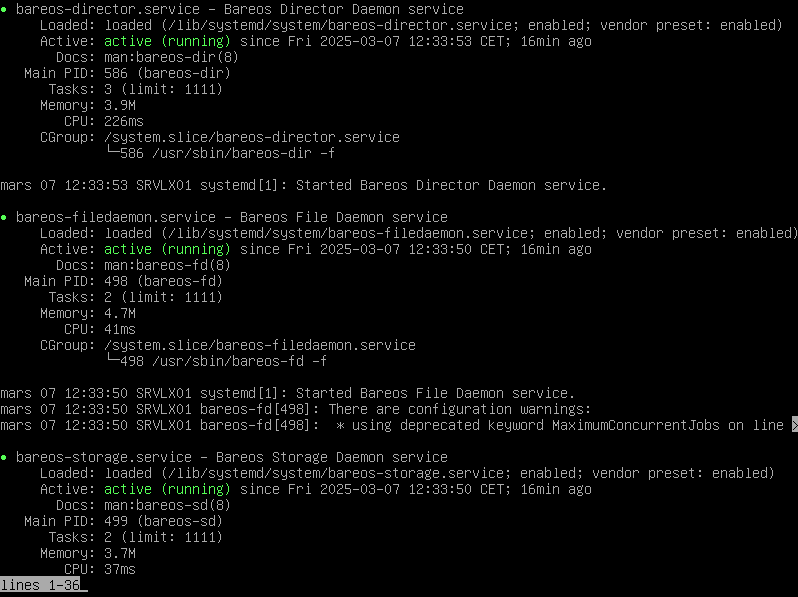 ● bareos-director.service - Bareos Director Daemon service
     Loaded: loaded (/lib/systemd/system/bareos-director.service; enabled; vendor preset: enabled)
     Active: active (running) since Fri 2025-03-07 12:33:53 CET; 16min ago
       Docs: man:bareos-dir(8)
   Main PID: 586 (bareos-dir)
      Tasks: 3 (limit: 1111)
     Memory: 3.9M
        CPU: 226ms
     CGroup: /system.slice/bareos-director.service
             └─586 /usr/sbin/bareos-dir -f
mars 07 12:33:53 SRVLX01 systemd[1]: Started Bareos Director Daemon service.
● bareos-filedaemon.service - Bareos File Daemon service
     Loaded: loaded (/lib/systemd/system/bareos-filedaemon.service; enabled; vendor preset: enabled)
     Active: active (running) since Fri 2025-03-07 12:33:50 CET; 16min ago
       Docs: man:bareos-fd(8)
   Main PID: 498 (bareos-fd)
      Tasks: 2 (limit: 1111)
     Memory: 4.7M
        CPU: 41ms
     CGroup: /system.slice/bareos-filedaemon.service
             └─498 /usr/sbin/bareos-fd -f
mars 07 12:33:50 SRVLX01 systemd[1]: Started Bareos File Daemon service.
mars 07 12:33:50 SRVLX01 bareos-fd[498]: There are configuration warnings:
mars 07 12:33:50 SRVLX01 bareos-fd[498]:  * using deprecated keyword MaximumConcurrentJobs on line >
● bareos-storage.service - Bareos Storage Daemon service
     Loaded: loaded (/lib/systemd/system/bareos-storage.service; enabled; vendor preset: enabled)
     Active: active (running) since Fri 2025-03-07 12:33:50 CET; 16min ago
       Docs: man:bareos-sd(8)
   Main PID: 499 (bareos-sd)
      Tasks: 2 (limit: 1111)
     Memory: 3.7M
        CPU: 37ms
lines 1-36